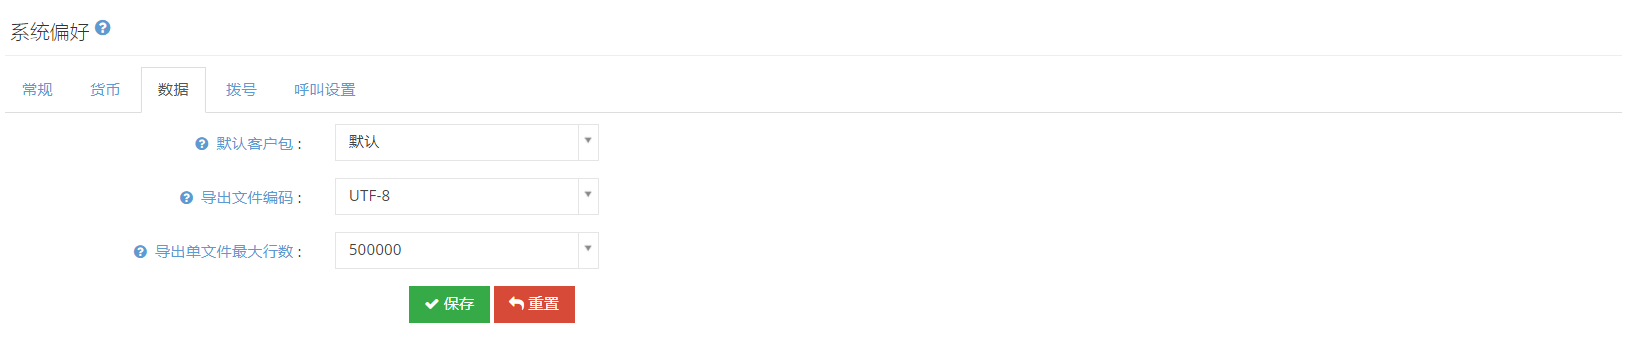 系统偏好
常规 货币 数据 拨号 呼叫设置
默认客户包 : 默认
导出文件编码 : UTF-8
导出单文件最大行数 : 500000
保存 重置